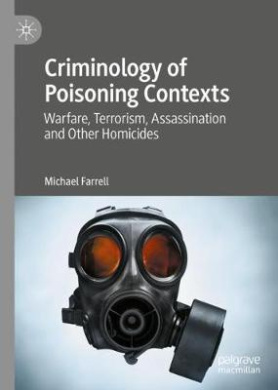 Criminology of
Poisoning Contexts
Warfare, Terrorism, Assassination
and Other Homicides
Michael Farrell
palgrave
macmillan